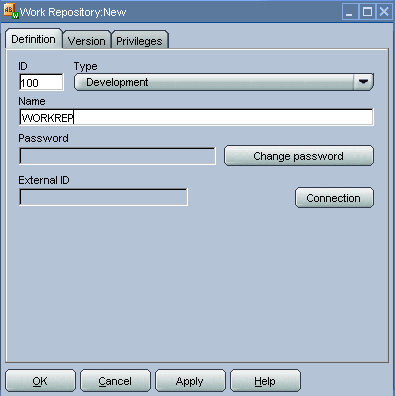 Work Repository:New
Definition Version Privileges
ID Type
100 Development
Name
WORKREP
Password
Change password
External ID
Connection
OK Cancel Apply Help